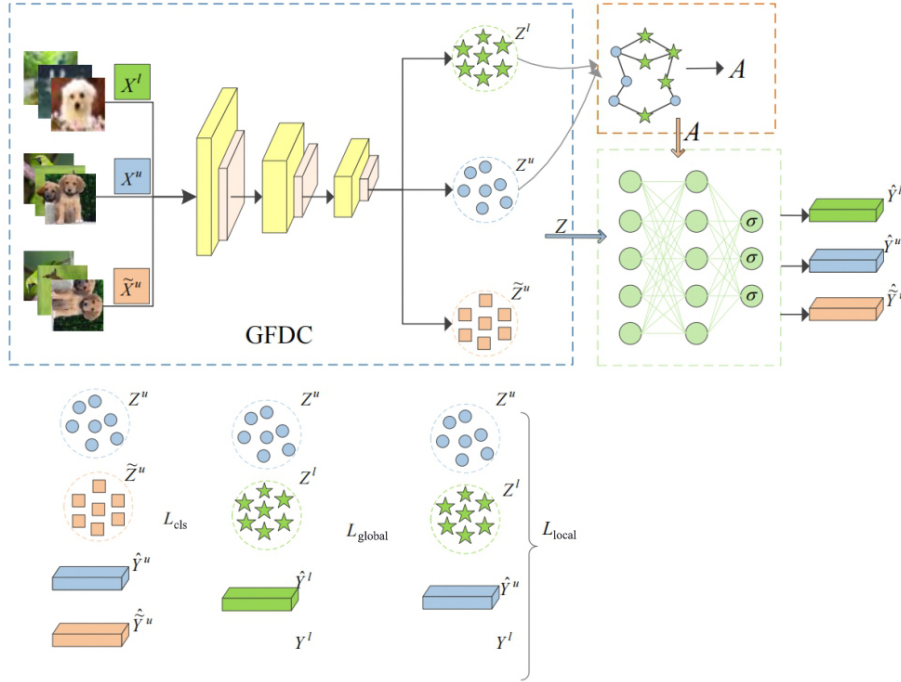 X^l
X^u
X̃^u
GFDC
Z^l
Z^u
Z̃^u
A
A
Z
σ
σ
σ
Ŷ^l
Ŷ^u
Ỹ̂^u
Z^u
Z̃^u
L_cls
Ŷ^u
Ỹ̂^u
Z^u
Z^l
L_global
Ŷ^l
Y^l
Z^u
Z^l
L_local
Ŷ^u
Y^l